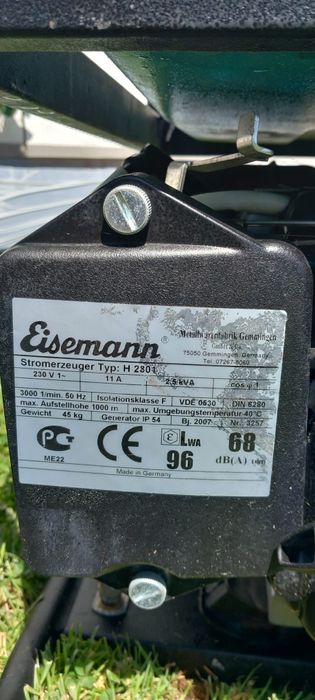 Eisemann
Metallwarenfabrik Gemmingen
75050 Gemmingen, Germany
Tel. 07267-8060
Stromerzeuger Typ: H 2801
230 V 1~ 11 A 2,5 kVA cos φ 1
3000 1/min. 50 Hz Isolationsklasse F VDE 0530 DIN 6280
max. Aufstellhöhe 1000 m max. Umgebungstemperatur 40°C
Gewicht 45 kg Generator IP 54 Bj. 2007 Nr. 3257
PC CE LWA 68
ME22 96 dB(A)
Made in Germany